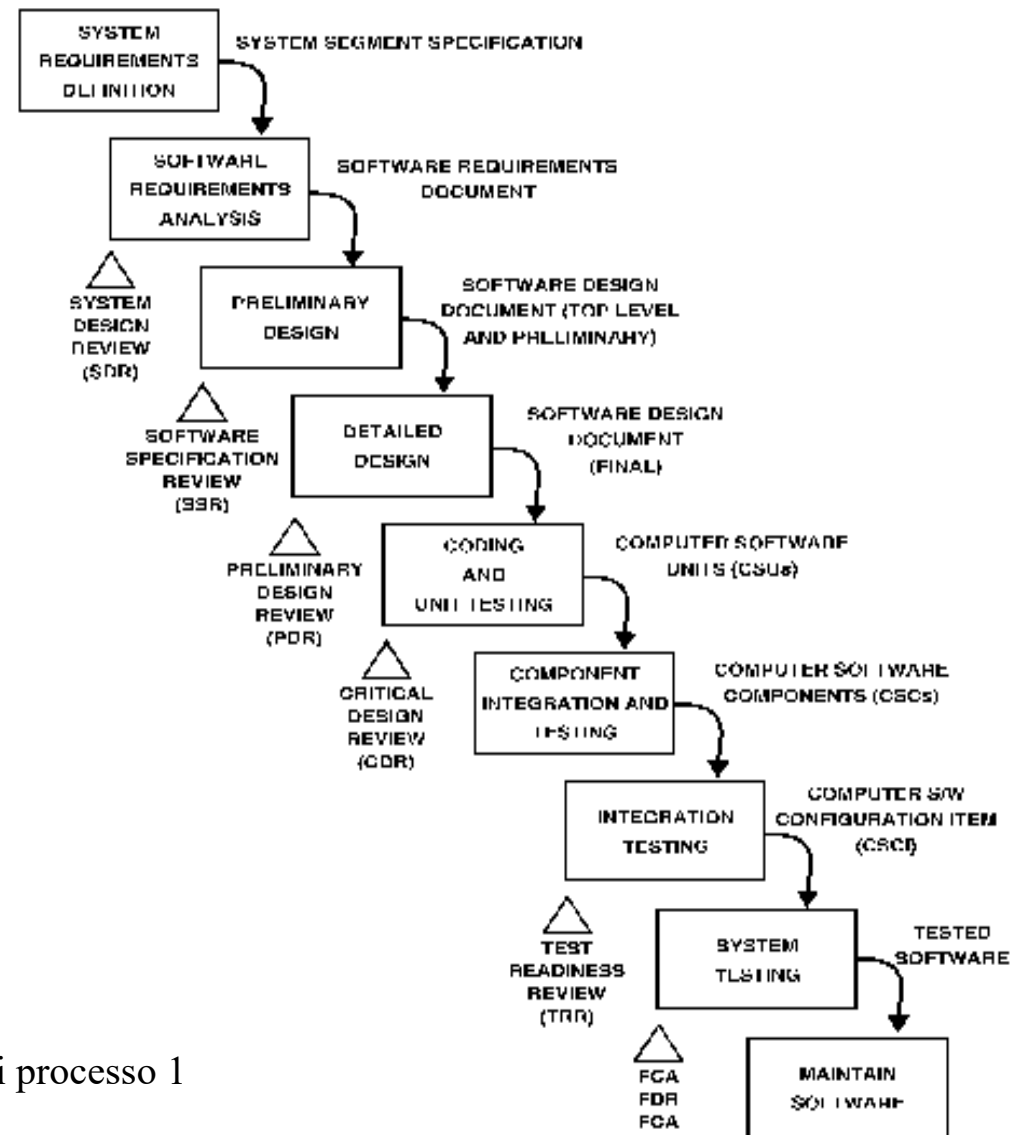 SYSTEM
REQUIREMENTS
DEFINITION
SYSTEM SEGMENT SPECIFICATION
SOFTWARE
REQUIREMENTS
ANALYSIS
SOFTWARE REQUIREMENTS
DOCUMENT
SYSTEM
DESIGN
REVIEW
(SDR)
PRELIMINARY
DESIGN
SOFTWARE DESIGN
DOCUMENT (TOP LEVEL
AND PRELIMINARY)
SOFTWARE
SPECIFICATION
REVIEW
(SSR)
DETAILED
DESIGN
SOFTWARE DESIGN
DOCUMENT
(FINAL)
PRELIMINARY
DESIGN
REVIEW
(PDR)
CODING
AND
UNIT TESTING
COMPUTER SOFTWARE
UNITS (CSUs)
CRITICAL
DESIGN
REVIEW
(CDR)
COMPONENT
INTEGRATION AND
TESTING
COMPUTER SOFTWARE
COMPONENTS (CSCs)
INTEGRATION
TESTING
COMPUTER S/W
CONFIGURATION ITEM
(CSCI)
TEST
READINESS
REVIEW
(TRR)
SYSTEM
TESTING
TESTED
SOFTWARE
FCA
FDR
FCA
MAINTAIN
SOFTWARE
i processo 1